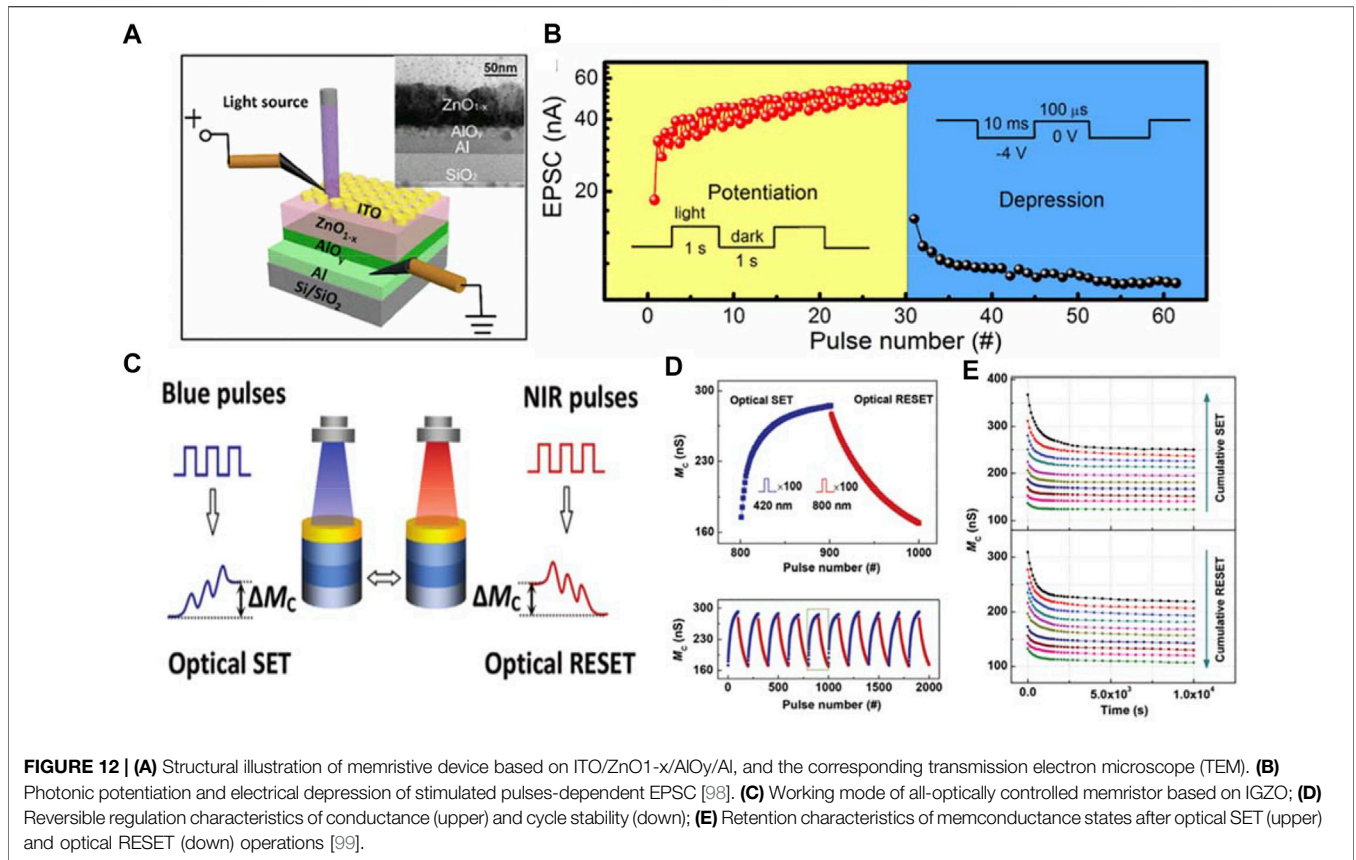 A
Light source
+
ITO
ZnO1-x
AlOy
Al
Si/SiO2
50nm
ZnO1-x
AlOy
Al
SiO2
B
60
40
20
EPSC (nA)
Potentiation
light
dark
1 s
1 s
10 ms
100 μs
-4 V
0 V
Depression
0 10 20 30 40 50 60
Pulse number (#)
C
Blue pulses
NIR pulses
ΔMC
ΔMC
Optical SET
Optical RESET
D
300
230
160
MC (nS)
Optical SET
Optical RESET
×100
×100
420 nm
800 nm
800 900 1000
Pulse number (#)
300
230
160
MC (nS)
0 500 1000 1500 2000
Pulse number (#)
E
400
300
200
100
Cumulative SET
MC (nS)
300
200
100
Cumulative RESET
0.0 5.0x10³ 1.0x10⁴
Time (s)
FIGURE 12 | (A) Structural illustration of memristive device based on ITO/ZnO1-x/AlOy/Al, and the corresponding transmission electron microscope (TEM). (B)
Photonic potentiation and electrical depression of stimulated pulses-dependent EPSC [98]. (C) Working mode of all-optically controlled memristor based on IGZO; (D)
Reversible regulation characteristics of conductance (upper) and cycle stability (down); (E) Retention characteristics of memconductance states after optical SET (upper)
and optical RESET (down) operations [99].